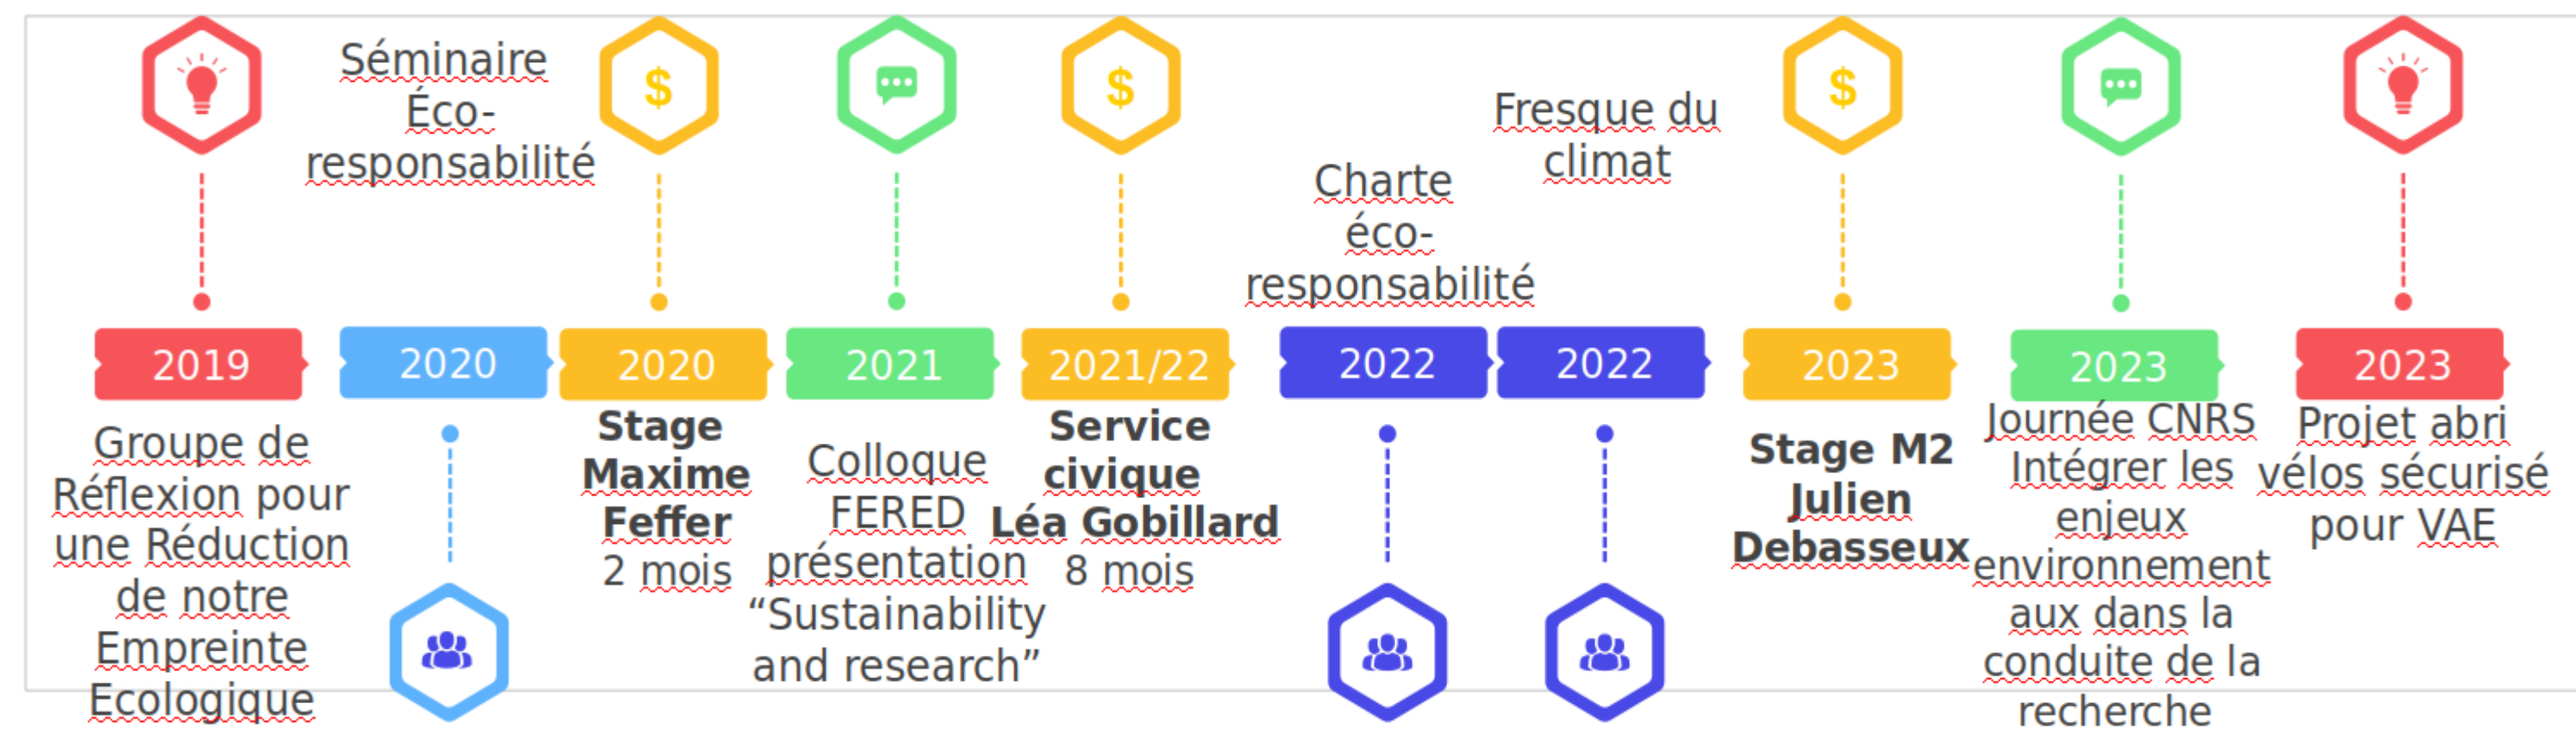 2019
Groupe de
Réflexion pour
une Réduction
de notre
Empreinte
Ecologique
Séminaire
Éco-
responsabilité
2020
$
2020
Stage
Maxime
Feffer
2 mois
2021
Colloque
FERED
présentation
“Sustainability
and research”
$
2021/22
Service
civique
Léa Gobillard
8 mois
Charte
éco-
responsabilité
2022
Fresque du
climat
2022
$
2023
Stage M2
Julien
Debasseux
2023
Journée CNRS
Intégrer les
enjeux
environnement
aux dans la
conduite de la
recherche
2023
Projet abri
vélos sécurisé
pour VAE